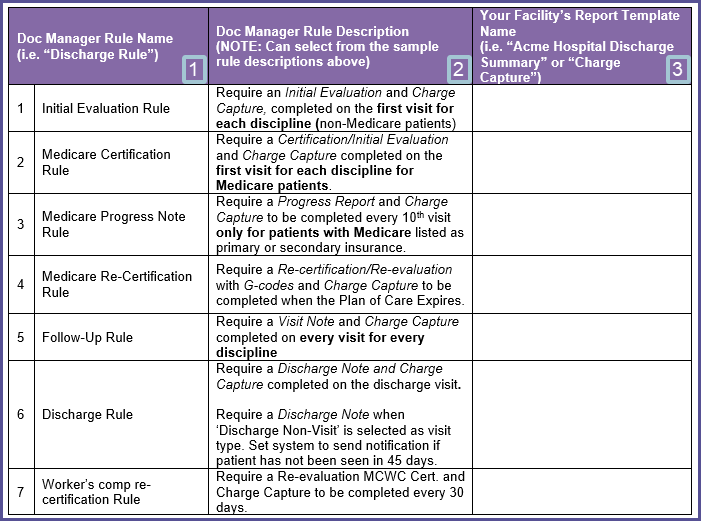 Doc Manager Rule Name
(i.e. “Discharge Rule”)
1
Doc Manager Rule Description
(NOTE: Can select from the sample
rule descriptions above)
2
Your Facility’s Report Template
Name
(i.e. “Acme Hospital Discharge
Summary” or “Charge
Capture”)
3
1
Initial Evaluation Rule
Require an Initial Evaluation and Charge
Capture, completed on the first visit for
each discipline (non-Medicare patients)
2
Medicare Certification
Rule
Require a Certification/Initial Evaluation
and Charge Capture completed on the
first visit for each discipline for
Medicare patients.
3
Medicare Progress Note
Rule
Require a Progress Report and Charge
Capture to be completed every 10th visit
only for patients with Medicare listed as
primary or secondary insurance.
4
Medicare Re-Certification
Rule
Require a Re-certification/Re-evaluation
with G-codes and Charge Capture to be
completed when the Plan of Care Expires.
5
Follow-Up Rule
Require a Visit Note and Charge Capture
completed on every visit for every
discipline
6
Discharge Rule
Require a Discharge Note and Charge
Capture completed on the discharge visit.
Require a Discharge Note when
‘Discharge Non-Visit’ is selected as visit
type. Set system to send notification if
patient has not been seen in 45 days.
7
Worker’s comp re-
certification Rule
Require a Re-evaluation MCWC Cert. and
Charge Capture to be completed every 30
days.